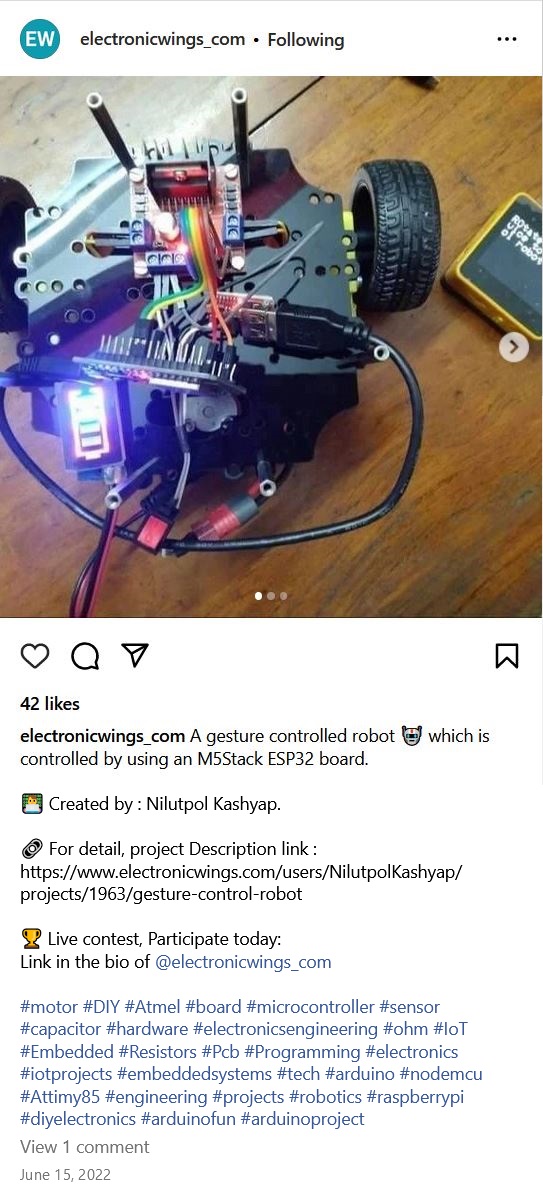 EW
electronicwings_com • Following
42 likes
electronicwings_com A gesture controlled robot 🤖 which is
controlled by using an M5Stack ESP32 board.
👨‍💻 Created by : Nilutpol Kashyap.
🔗 For detail, project Description link :
https://www.electronicwings.com/users/NilutpolKashyap/
projects/1963/gesture-control-robot
🏆 Live contest, Participate today:
Link in the bio of @electronicwings_com
#motor #DIY #Atmel #board #microcontroller #sensor
#capacitor #hardware #electronicsengineering #ohm #IoT
#Embedded #Resistors #Pcb #Programming #electronics
#iotprojects #embeddedsystems #tech #arduino #nodemcu
#Attimy85 #engineering #projects #robotics #raspberrypi
#diyelectronics #arduinofun #arduinoproject
View 1 comment
June 15, 2022